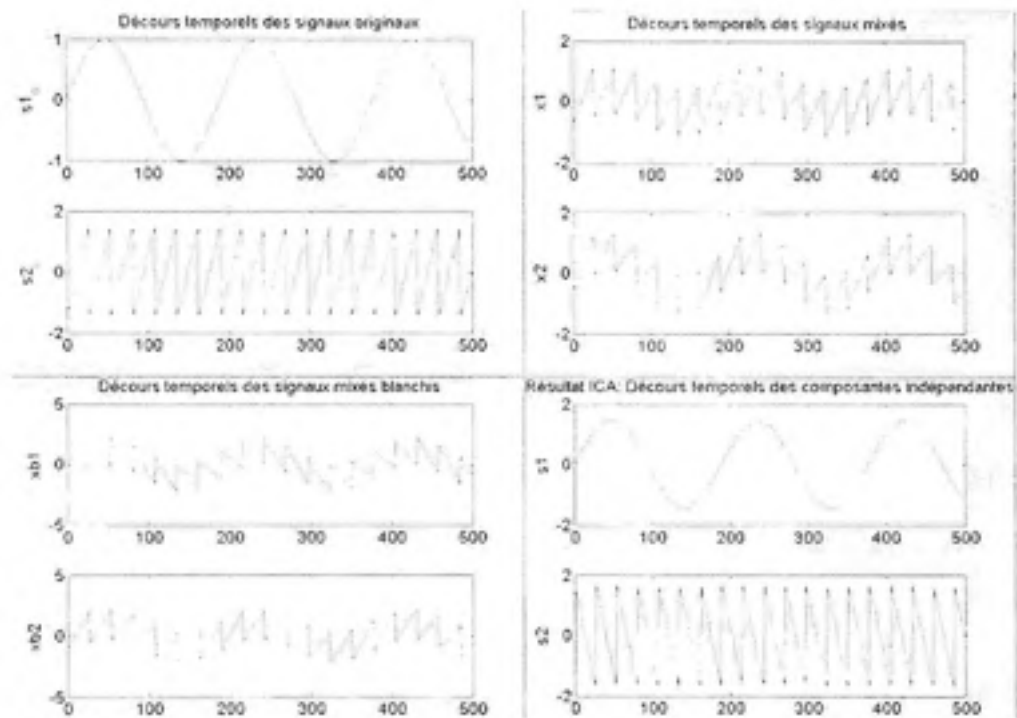 Décours temporels des signaux originaux
1
0
-1
s1
0 100 200 300 400 500
2
0
-2
s2
0 100 200 300 400 500
Décours temporels des signaux mixés
2
0
-2
x1
0 100 200 300 400 500
2
0
-2
x2
0 100 200 300 400 500
Décours temporels des signaux mixés blanchis
5
0
-5
xb1
0 100 200 300 400 500
5
0
-5
xb2
0 100 200 300 400 500
Résultat ICA: Décours temporels des composantes indépendantes
2
0
-2
s1
0 100 200 300 400 500
2
0
-2
s2
0 100 200 300 400 500